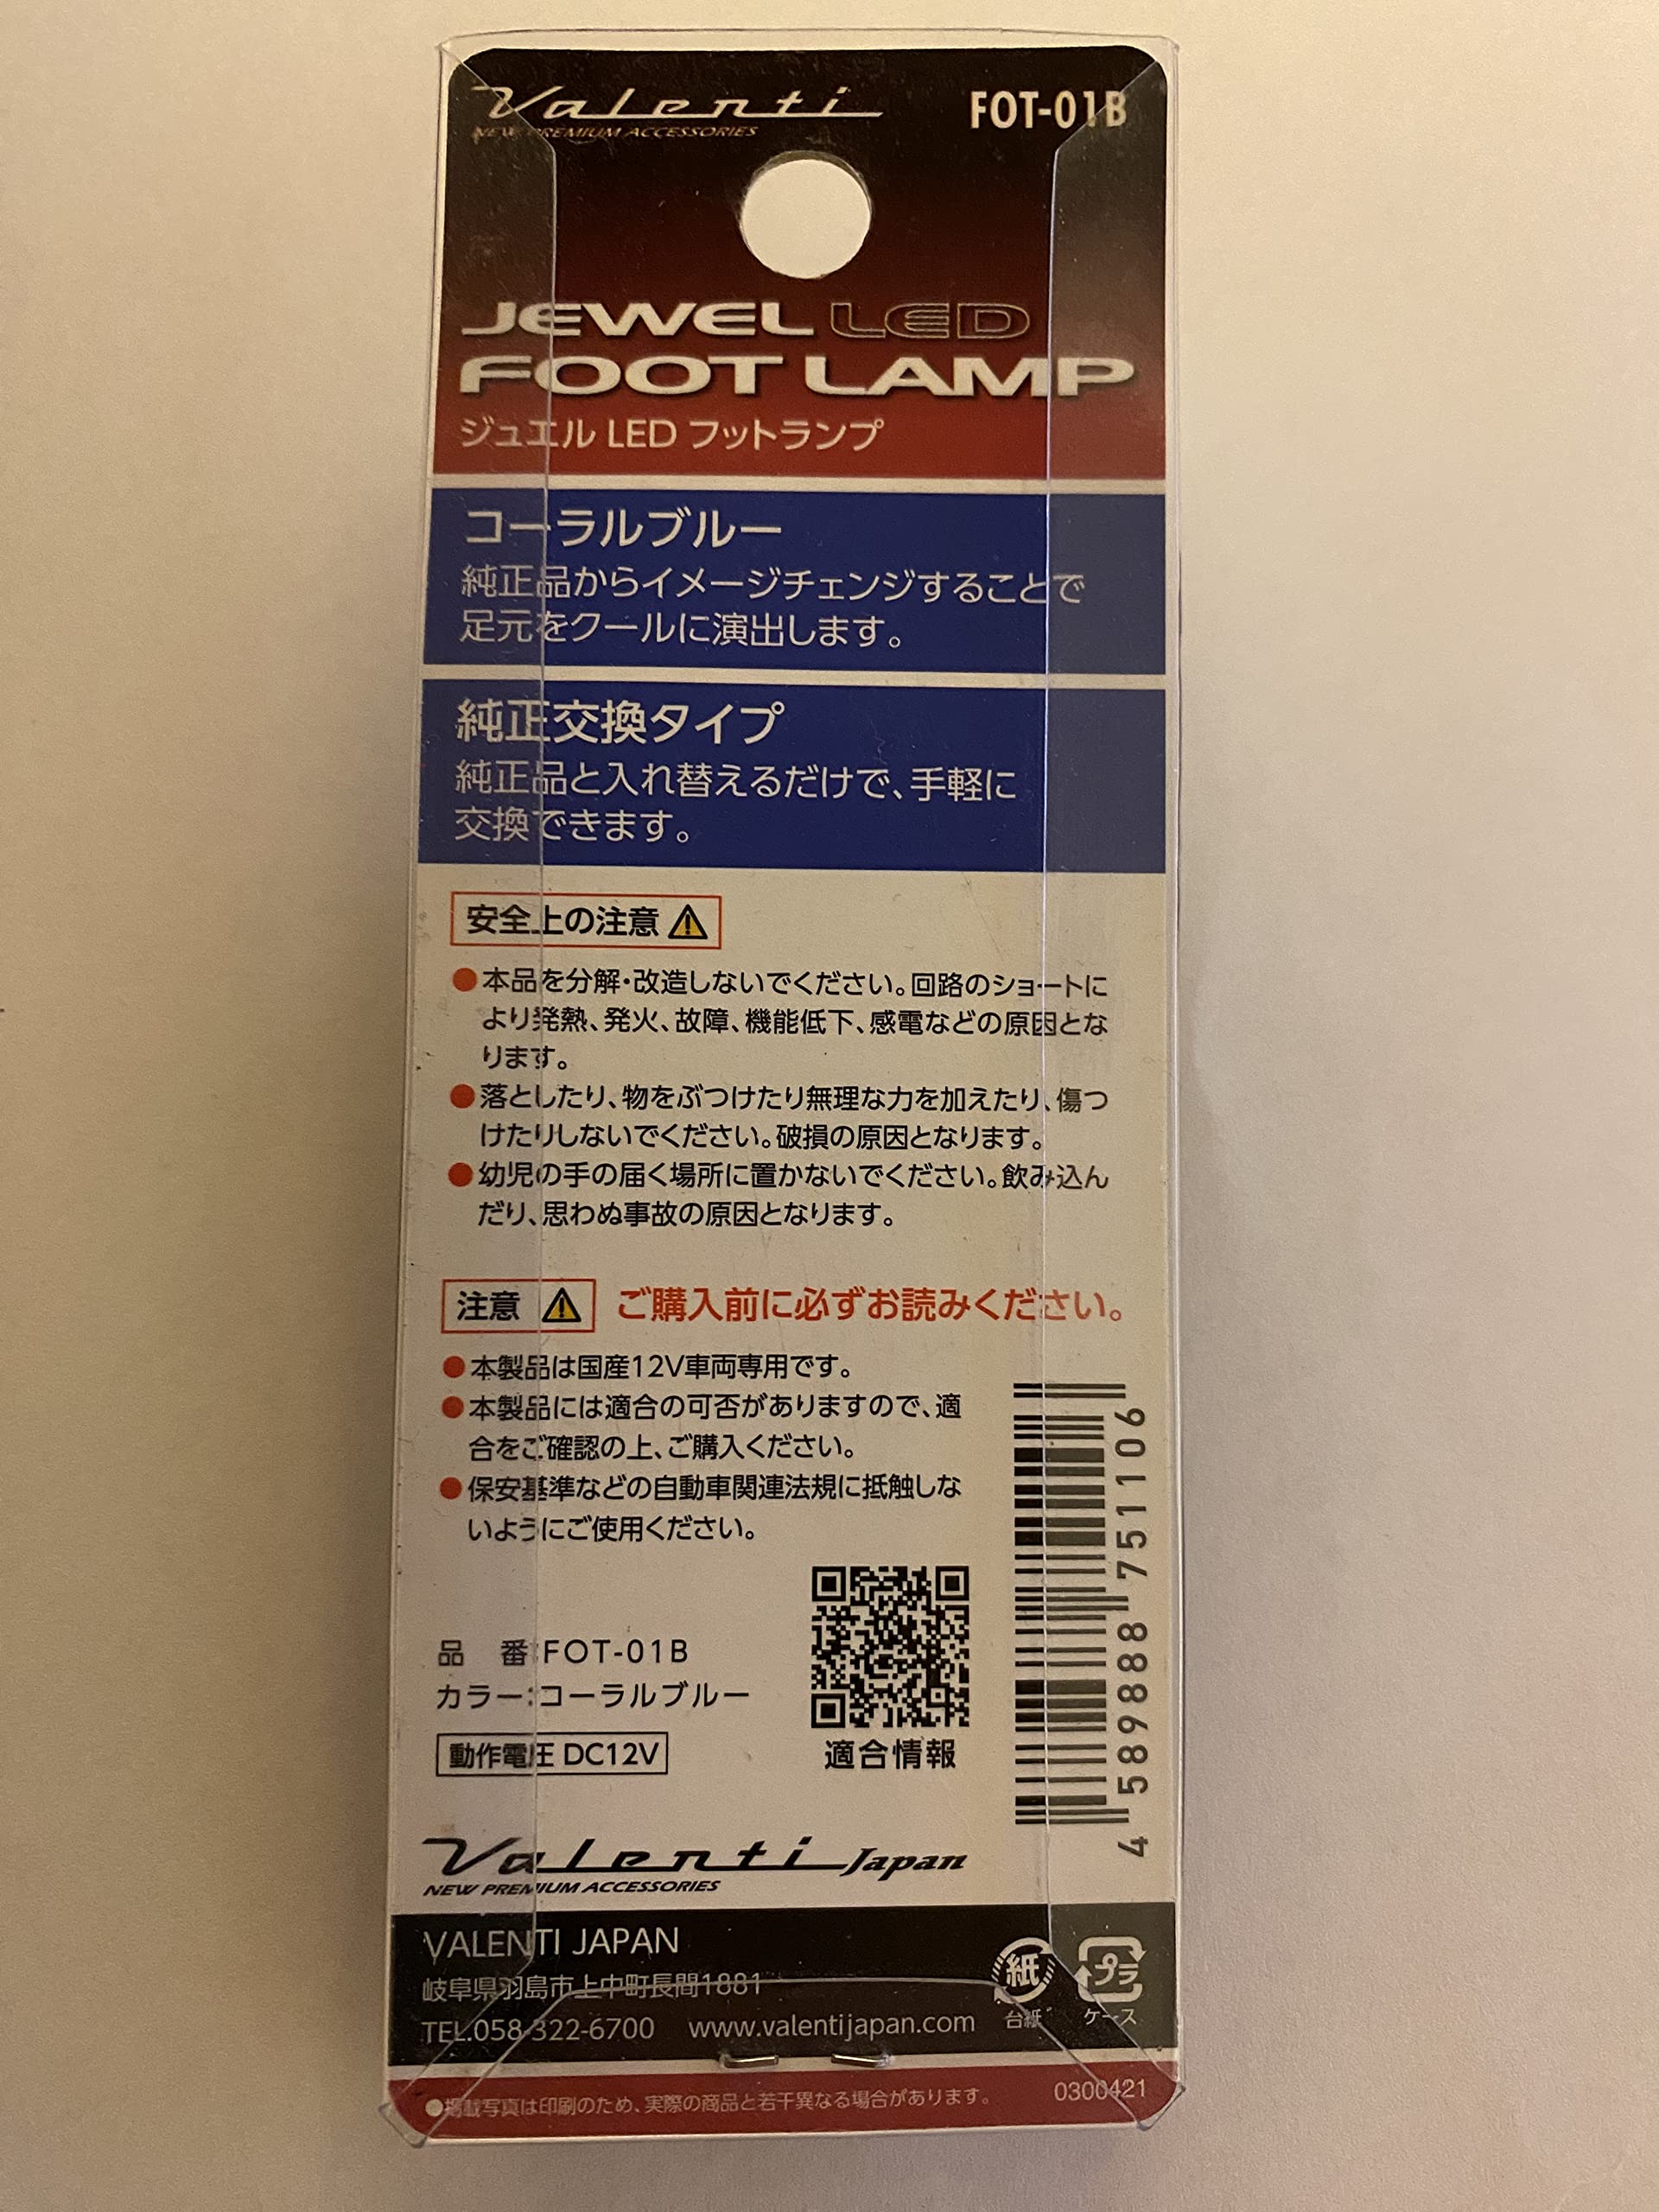 Valenti
NEW PREMIUM ACCESSORIES
FOT-01B
JEWEL LED
FOOT LAMP
ジュエル LED フットランプ
コーラルブルー
純正品からイメージチェンジすることで
足元をクールに演出します。
純正交換タイプ
純正品と入れ替えるだけで、手軽に
交換できます。
安全上の注意
●本品を分解・改造しないでください。回路のショートに
より発熱、発火、故障、機能低下、感電などの原因とな
ります。
●落としたり、物をぶつけたり無理な力を加えたり、傷つ
けたりしないでください。破損の原因となります。
●幼児の手の届く場所に置かないでください。飲み込ん
だり、思わぬ事故の原因となります。
注意 ご購入前に必ずお読みください。
●本製品は国産12V車両専用です。
●本製品には適合の可否がありますので、適
合をご確認の上、ご購入ください。
●保安基準などの自動車関連法規に抵触しな
いようにご使用ください。
品 番:FOT-01B
カラー:コーラルブルー
動作電圧 DC12V
適合情報
4 589888 751106
Valenti Japan
NEW PREMIUM ACCESSORIES
VALENTI JAPAN
岐阜県羽島市上中町長間1881
TEL.058-322-6700 www.valentijapan.com
紙
台紙
プラ
ケース
●掲載写真は印刷のため、実際の商品と若干異なる場合があります。
0300421